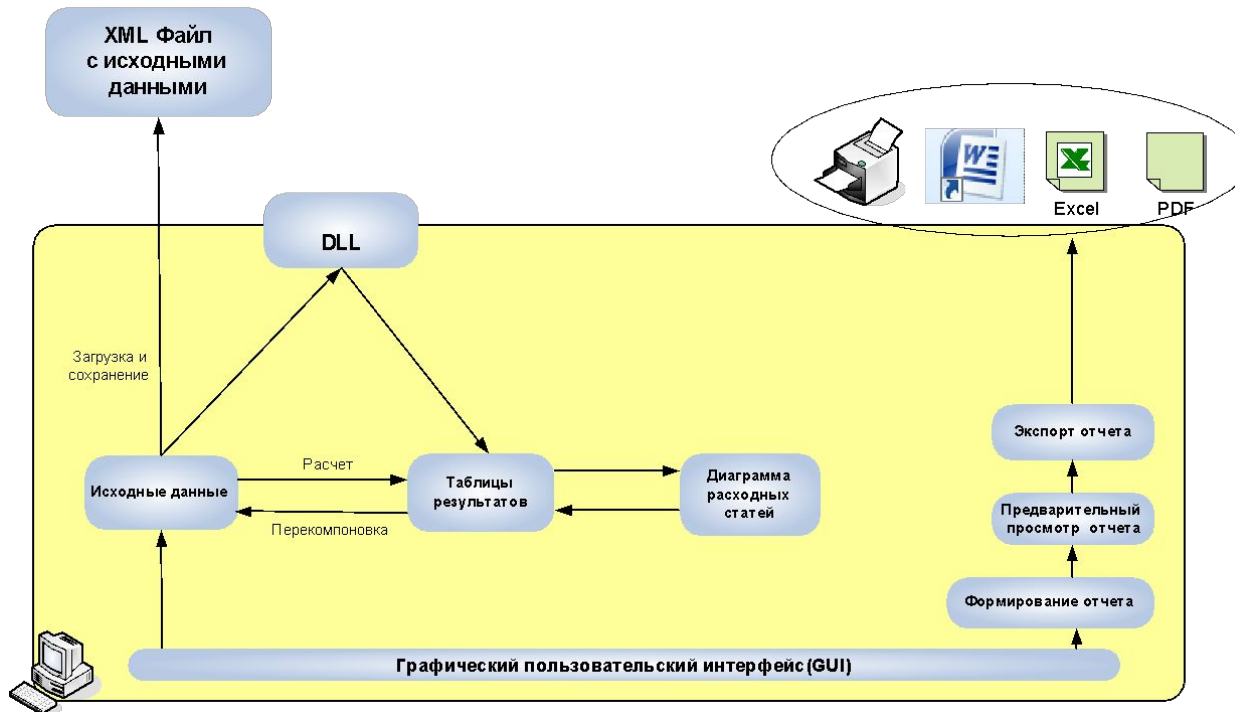 XML Файл
с исходными
данными
Excel
PDF
DLL
Загрузка и
сохранение
Экспорт отчета
Исходные данные
Расчет
Перекомпоновка
Таблицы
результатов
Диаграмма
расходных
статей
Предварительный
просмотр отчета
Формирование отчета
Графический пользовательский интерфейс (GUI)